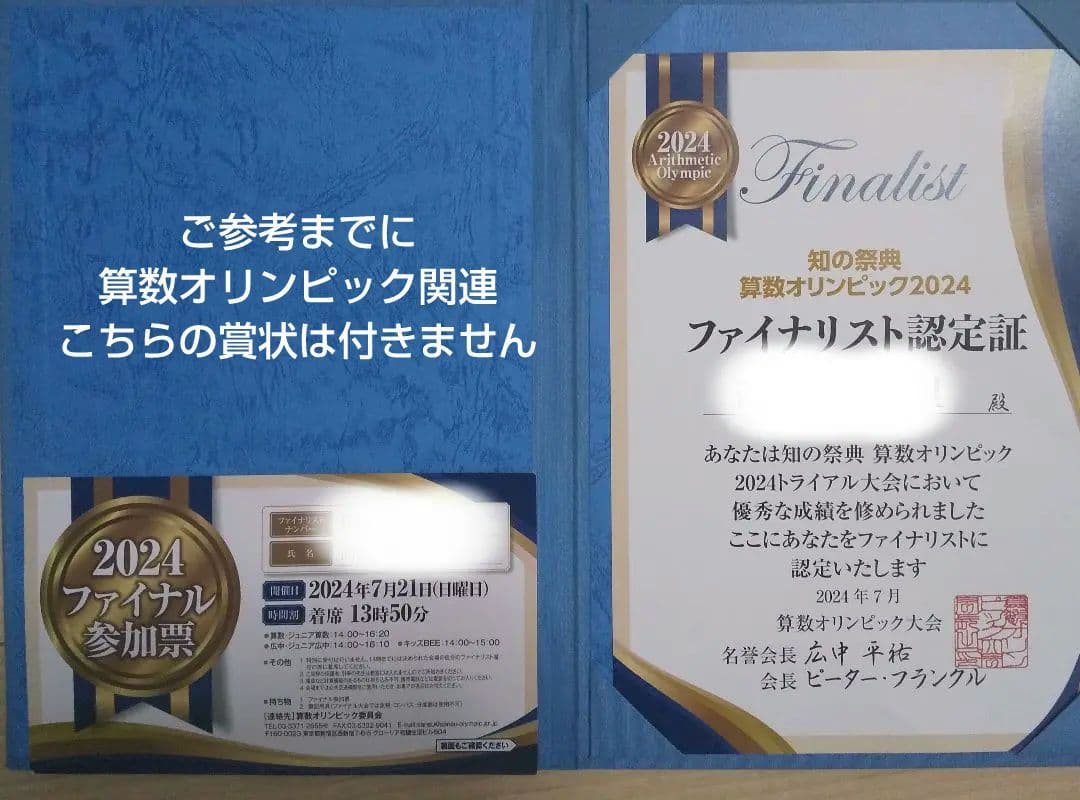 ご参考までに
算数オリンピック関連
こちらの賞状は付きません
2024
ファイナル
参加票
ファイナリスト
ナンバー
氏名
開催日 2024年7月21日(日曜日)
時間割 着席 13時50分
●算数・ジュニア算数:14:00~16:20
●広中・ジュニア広中:14:00~16:10 ●キッズBEE:14:00~15:00
●その他
●持ち物 1 ファイナル参加票
【連絡先】算数オリンピック委員会
裏面もご確認ください
2024
Arithmetic
Olympic
Finalist
知の祭典
算数オリンピック2024
ファイナリスト認定証
殿
あなたは知の祭典 算数オリンピック
2024トライアル大会において
優秀な成績を修められました
ここにあなたをファイナリストに
認定いたします
2024年7月
算数オリンピック大会
名誉会長 広中 平祐
会長 ピーター・フランクル